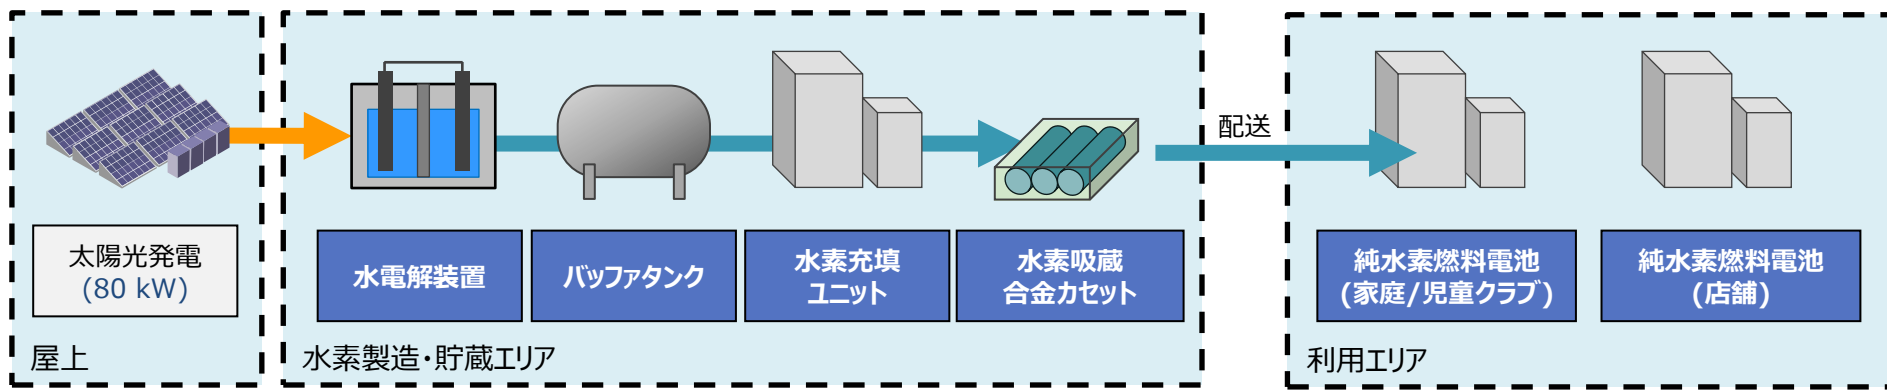 太陽光発電
(80 kW)
屋上
水電解装置
バッファタンク
水素充填
ユニット
水素吸蔵
合金カセット
水素製造・貯蔵エリア
配送
純水素燃料電池
(家庭/児童クラブ)
純水素燃料電池
(店舗)
利用エリア